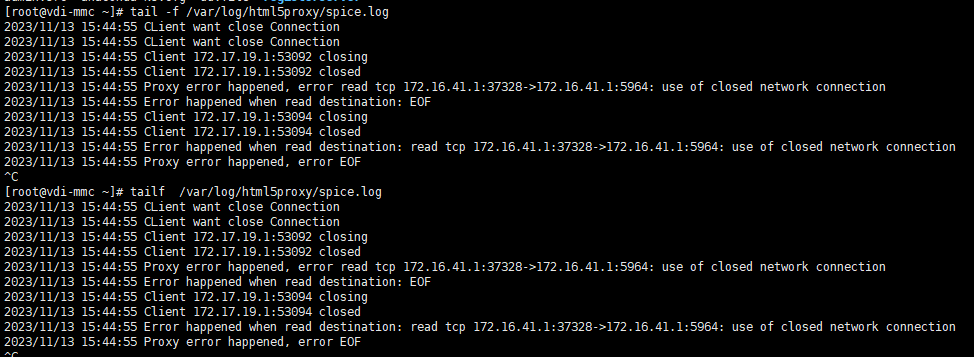 [root@vdi-mmc ~]# tail -f /var/log/html5proxy/spice.log
2023/11/13 15:44:55 CLient want close Connection
2023/11/13 15:44:55 CLient want close Connection
2023/11/13 15:44:55 Client 172.17.19.1:53092 closing
2023/11/13 15:44:55 Client 172.17.19.1:53092 closed
2023/11/13 15:44:55 Proxy error happened, error read tcp 172.16.41.1:37328->172.16.41.1:5964: use of closed network connection
2023/11/13 15:44:55 Error happened when read destination: EOF
2023/11/13 15:44:55 Client 172.17.19.1:53094 closing
2023/11/13 15:44:55 Client 172.17.19.1:53094 closed
2023/11/13 15:44:55 Error happened when read destination: read tcp 172.16.41.1:37328->172.16.41.1:5964: use of closed network connection
2023/11/13 15:44:55 Proxy error happened, error EOF
^C
[root@vdi-mmc ~]# tailf  /var/log/html5proxy/spice.log
2023/11/13 15:44:55 CLient want close Connection
2023/11/13 15:44:55 CLient want close Connection
2023/11/13 15:44:55 Client 172.17.19.1:53092 closing
2023/11/13 15:44:55 Client 172.17.19.1:53092 closed
2023/11/13 15:44:55 Proxy error happened, error read tcp 172.16.41.1:37328->172.16.41.1:5964: use of closed network connection
2023/11/13 15:44:55 Error happened when read destination: EOF
2023/11/13 15:44:55 Client 172.17.19.1:53094 closing
2023/11/13 15:44:55 Client 172.17.19.1:53094 closed
2023/11/13 15:44:55 Error happened when read destination: read tcp 172.16.41.1:37328->172.16.41.1:5964: use of closed network connection
2023/11/13 15:44:55 Proxy error happened, error EOF
^C